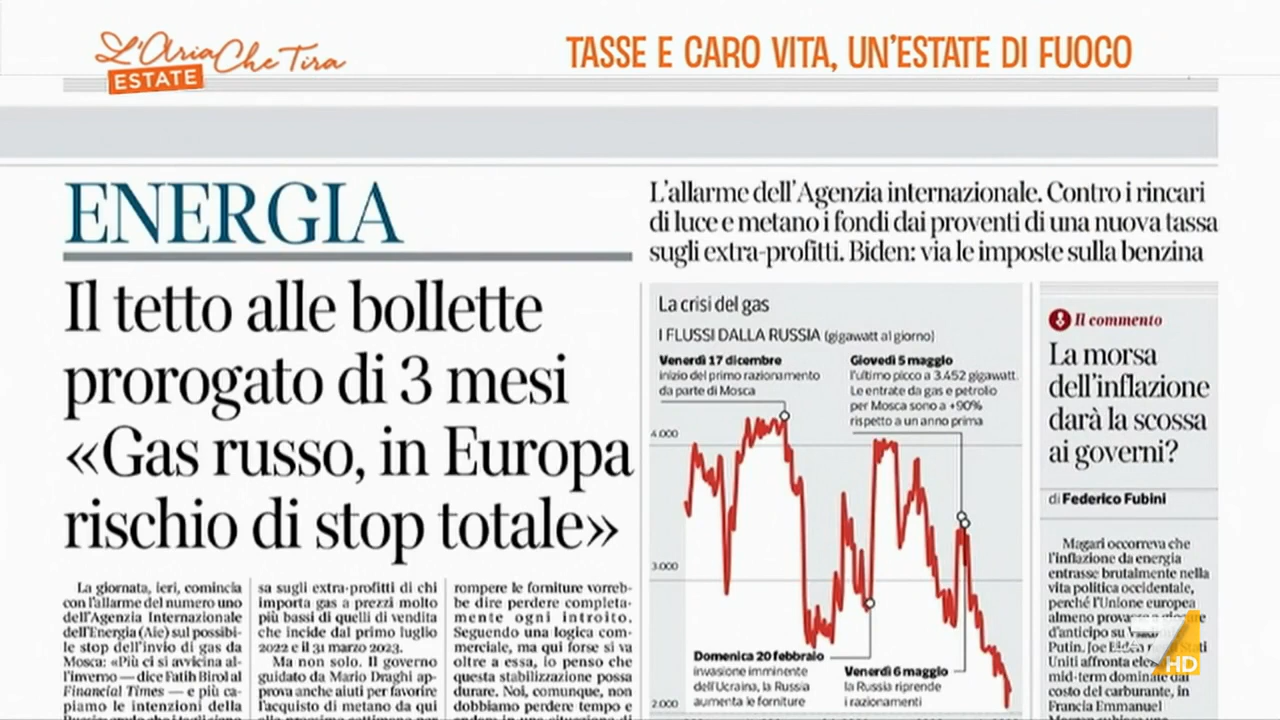 L'Aria Che Tira
ESTATE
TASSE E CARO VITA, UN'ESTATE DI FUOCO
ENERGIA
L'allarme dell'Agenzia internazionale. Contro i rincari
di luce e metano i fondi dai proventi di una nuova tassa
sugli extra-profitti. Biden: via le imposte sulla benzina
Il tetto alle bollette
prorogato di 3 mesi
«Gas russo, in Europa
rischio di stop totale»
La giornata, ieri, comincia
con l'allarme del numero uno
dell'Agenzia Internazionale
dell'Energia (Aie) sul possibi-
le stop dell'invio di gas da
Mosca: «Più ci si avvicina al-
l'inverno — dice Fatih Birol al
Financial Times — e più ca-
piamo le intenzioni della
sa sugli extra-profitti di chi
importa gas a prezzi molto
più bassi di quelli di vendita
che incide dal primo luglio
2022 e il 31 marzo 2023.
Ma non solo. Il governo
guidato da Mario Draghi ap-
prova anche aiuti per favorire
l'acquisto di metano da qui
rompere le forniture vorreb-
be dire perdere completa-
mente ogni introito.
Seguendo una logica com-
merciale, ma qui forse si va
oltre a essa, io penso che
questa stabilizzazione possa
durare. Noi, comunque, non
dobbiamo perdere tempo e
La crisi del gas
I FLUSSI DALLA RUSSIA (gigawatt al giorno)
Venerdì 17 dicembre
inizio del primo razionamento
da parte di Mosca
Giovedì 5 maggio
l'ultimo picco a 3.452 gigawatt.
Le entrate da gas e petrolio
per Mosca sono a +90%
rispetto a un anno prima
4.000
3.000
2.000
Domenica 20 febbraio
invasione imminente
dell'Ucraina, la Russia
aumenta le forniture
Venerdì 6 maggio
la Russia riprende
i razionamenti
Il commento
La morsa
dell'inflazione
darà la scossa
ai governi?
di Federico Fubini
Magari occorreva che
l'inflazione da energia
entrasse brutalmente nella
vita politica occidentale,
perché l'Unione europea
almeno
d'anticipo su
Putin. Joe Stati
Uniti affronta
mid-term dominate dal
costo del carburante, in
Francia Emmanuel
7
HD